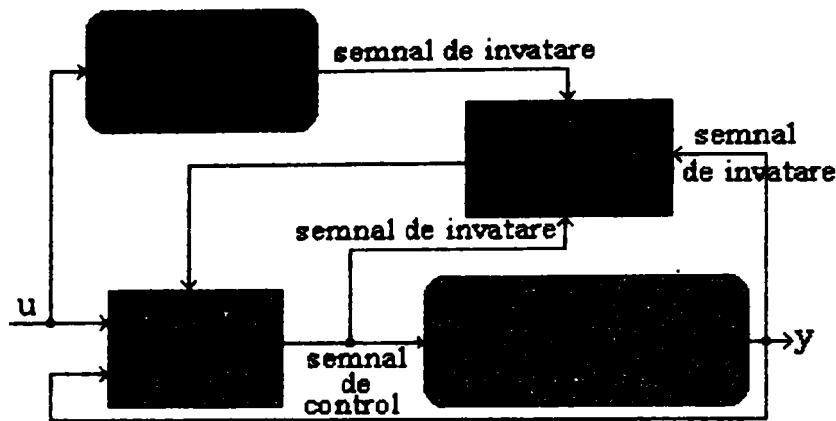 semnal de invatare
semnal
de invatare
semnal de invatare
u
y
semnal
de
control